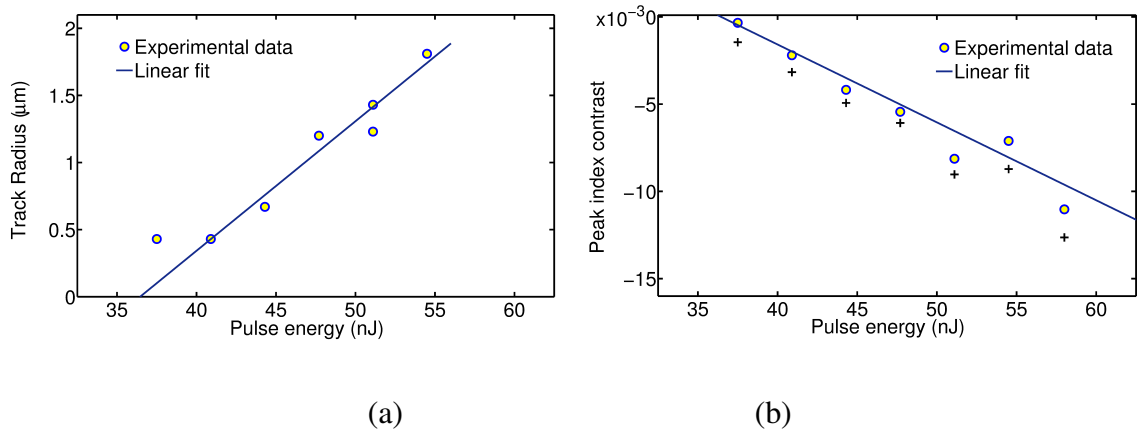 2
1.5
1
0.5
0
35 40 45 50 55 60
Track Radius (μm)
Pulse energy (nJ)
Experimental data
Linear fit
(a)
x10⁻³0
−5
−10
−15
35 40 45 50 55 60
Peak index contrast
Pulse energy (nJ)
Experimental data
Linear fit
(b)